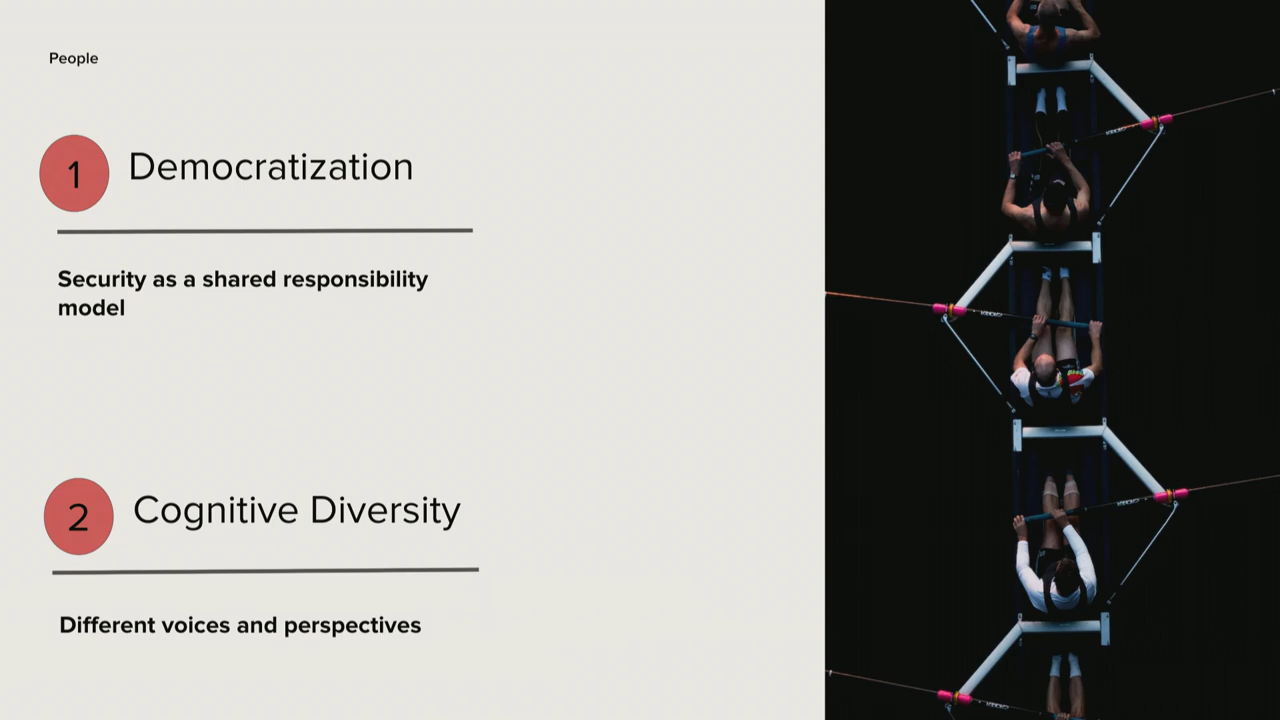 People
1 Democratization
Security as a shared responsibility
model
2 Cognitive Diversity
Different voices and perspectives